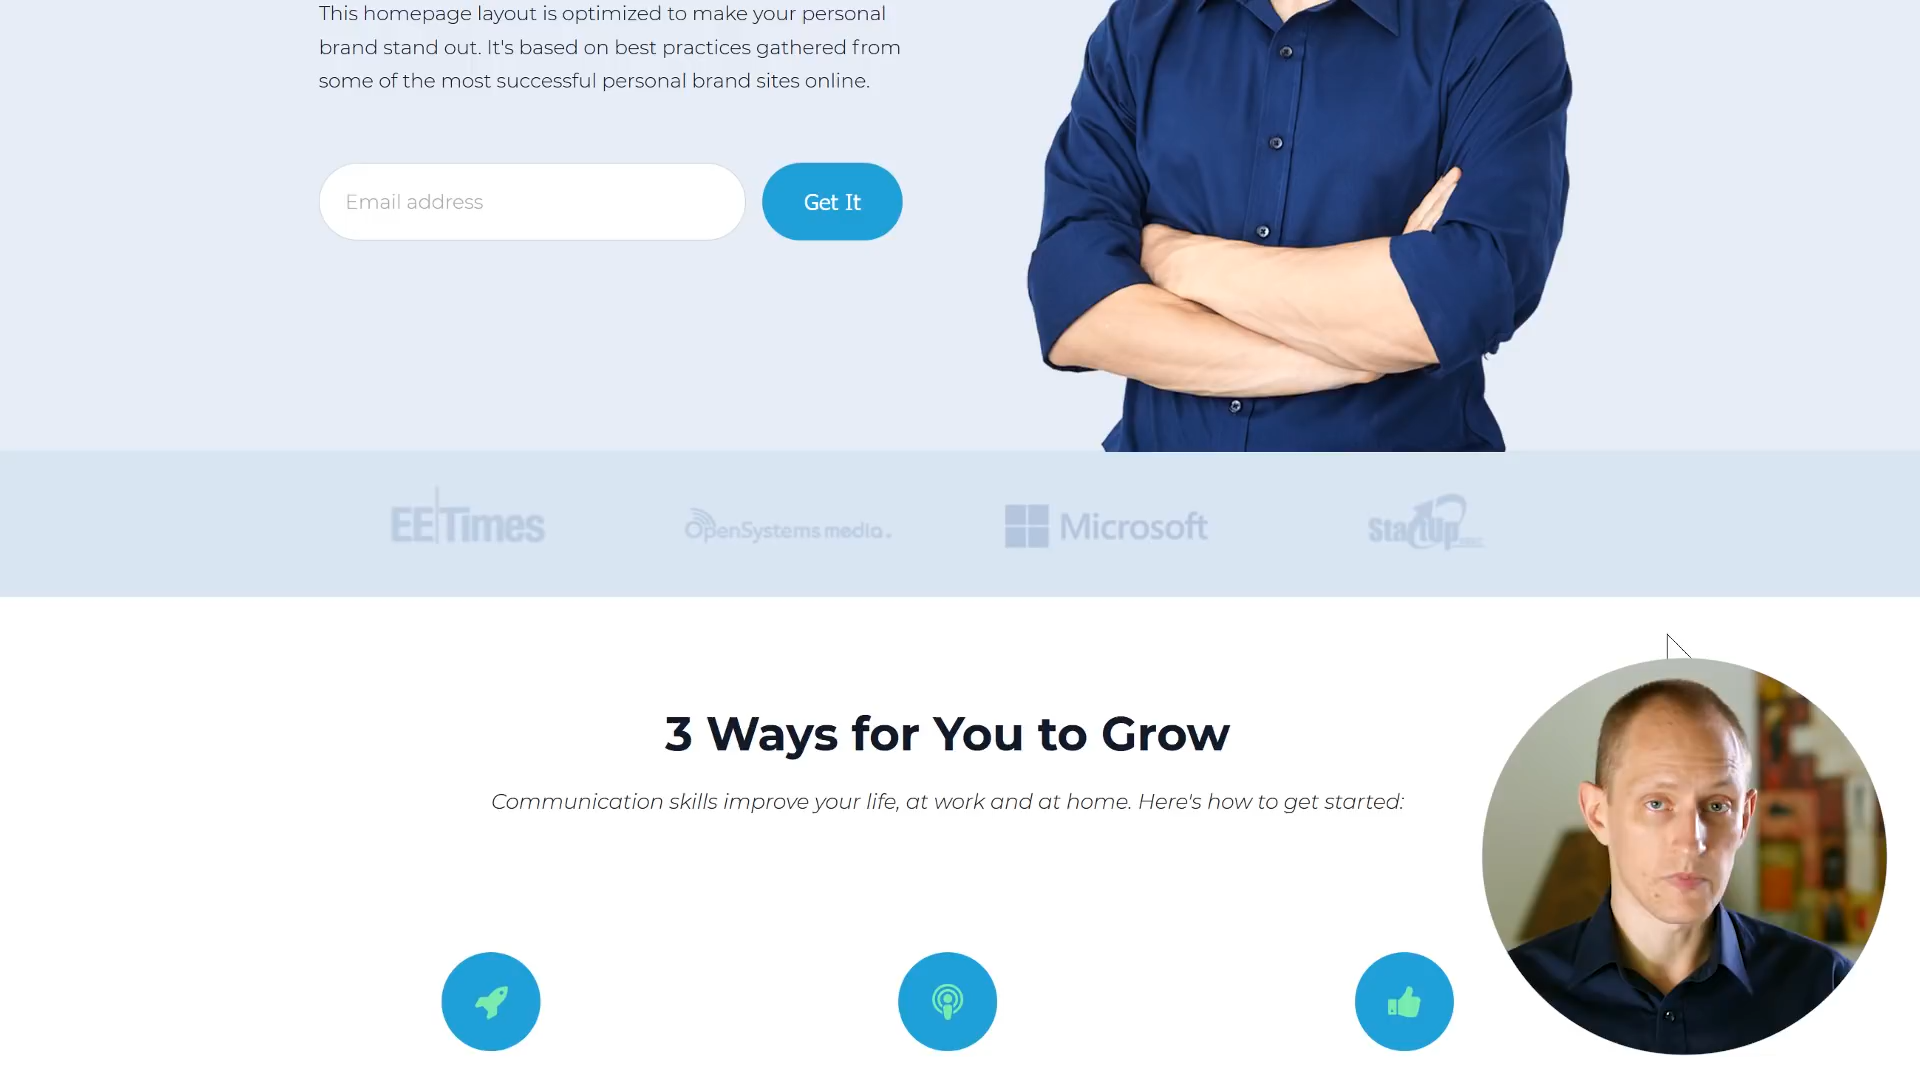 This homepage layout is optimized to make your personal
brand stand out. It's based on best practices gathered from
some of the most successful personal brand sites online.
Email address
Get It
EE Times
OpenSystems media.
Microsoft
StartUp
3 Ways for You to Grow
Communication skills improve your life, at work and at home. Here's how to get started: